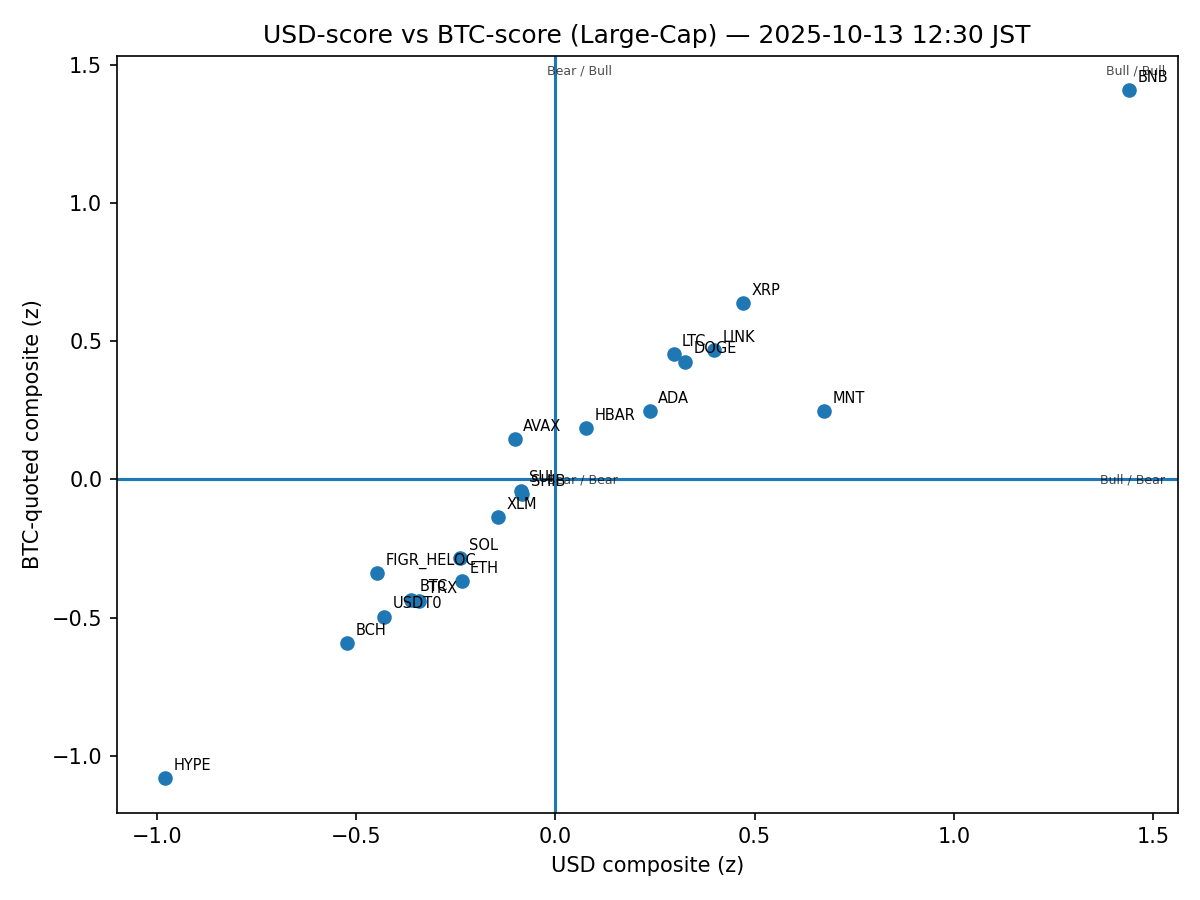 USD-score vs BTC-score (Large-Cap) — 2025-10-13 12:30 JST
Bear / Bull
Bull / Bull
BNB
XRP
LINK
LTC
DOGE
MNT
ADA
HBAR
AVAX
SUI
SHIB
Bear / Bear
Bull / Bear
XLM
SOL
FIGR_HELOC
ETH
BTC
TRX
USDT0
BCH
HYPE
BTC-quoted composite (z)
1.5
1.0
0.5
0.0
−0.5
−1.0
−1.0
−0.5
0.0
0.5
1.0
1.5
USD composite (z)